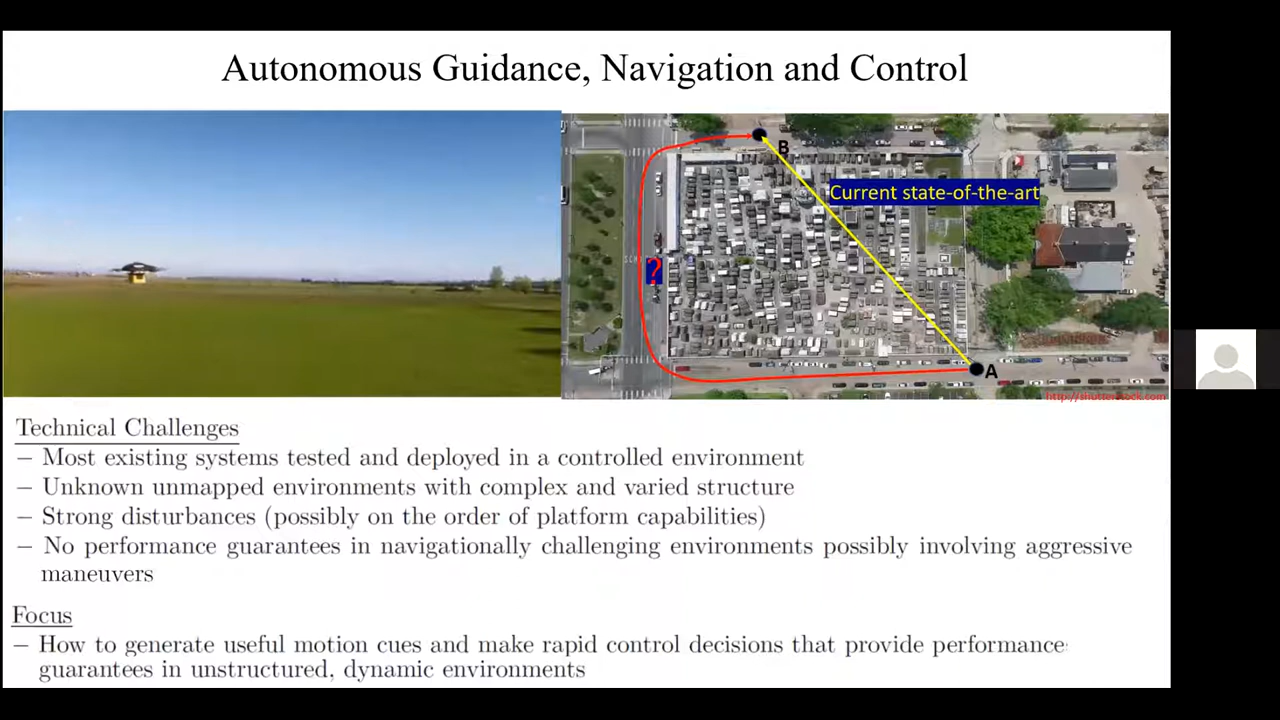 Autonomous Guidance, Navigation and Control
B
Current state-of-the-art
?
A
Technical Challenges
– Most existing systems tested and deployed in a controlled environment
– Unknown unmapped environments with complex and varied structure
– Strong disturbances (possibly on the order of platform capabilities)
– No performance guarantees in navigationally challenging environments possibly involving aggressive
maneuvers
Focus
– How to generate useful motion cues and make rapid control decisions that provide performance
guarantees in unstructured, dynamic environments